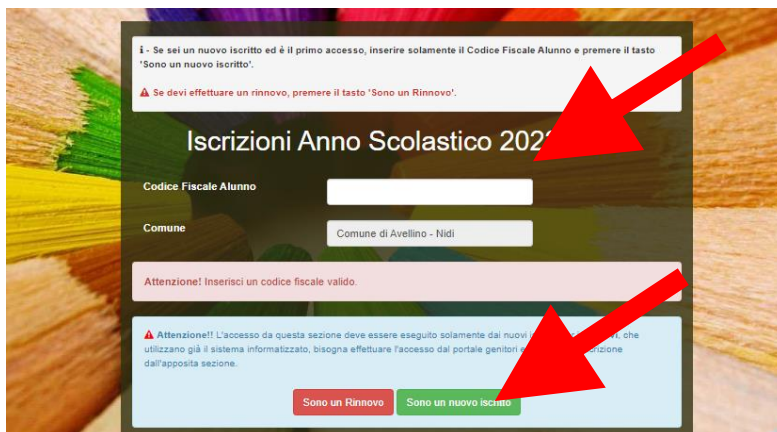 i - Se sei un nuovo iscritto ed è il primo accesso, inserire solamente il Codice Fiscale Alunno e premere il tasto
'Sono un nuovo iscritto'.
Se devi effettuare un rinnovo, premere il tasto 'Sono un Rinnovo'.
Iscrizioni Anno Scolastico
Codice Fiscale Alunno
Comune
Comune di Avellino - Nidi
Attenzione! Inserisci un codice fiscale valido.
Attenzione!! L'accesso da questa sezione deve essere eseguito solamente dai nuovi che
utilizzano già il sistema informatizzato, bisogna effettuare l'accesso dal portale genitori
dall'apposita sezione.
Sono un Rinnovo
Sono un nuovo iscritto